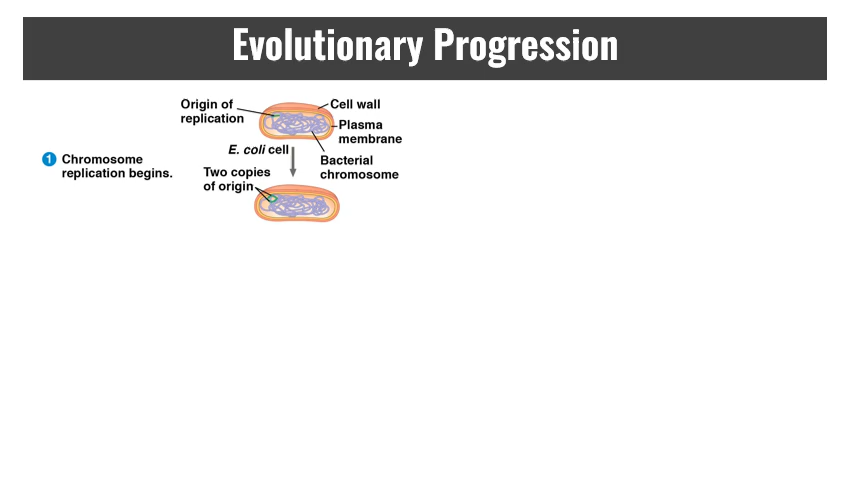 Evolutionary Progression
Origin of
replication
Cell wall
Plasma
membrane
E. coli cell
Bacterial
chromosome
1 Chromosome
replication begins.
Two copies
of origin